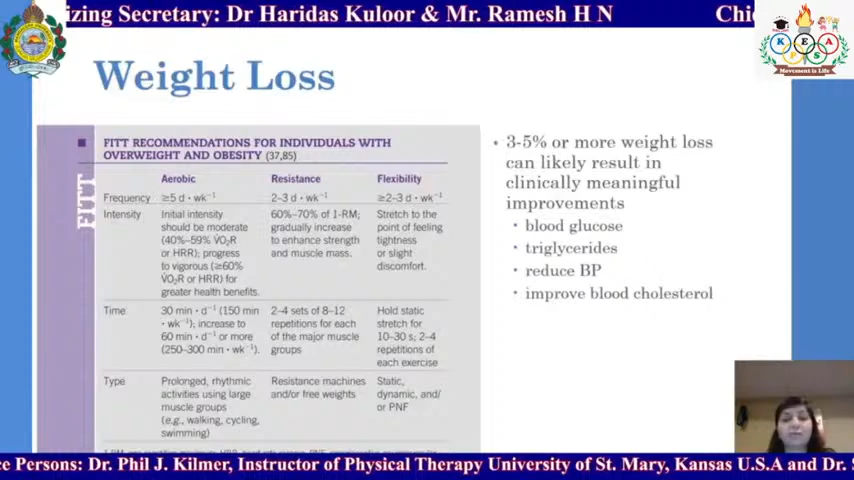 izing Secretary: Dr Haridas Kuloor & Mr. Ramesh H N Chie
K E A
P S
Movement is Life
Weight Loss
FITT RECOMMENDATIONS FOR INDIVIDUALS WITH
OVERWEIGHT AND OBESITY (37,85)
FITT
Aerobic Resistance Flexibility
Frequency ≥5 d · wk⁻¹ 2–3 d · wk⁻¹ ≥2–3 d · wk⁻¹
Intensity Initial intensity 60%–70% of 1-RM; Stretch to the
should be moderate gradually increase point of feeling
(40%–59% V̇O₂R to enhance strength tightness
or HRR); progress and muscle mass. or slight
to vigorous (≥60% discomfort.
V̇O₂R or HRR) for
greater health benefits.
Time 30 min · d⁻¹ (150 min 2–4 sets of 8–12 Hold static
· wk⁻¹); increase to repetitions for each stretch for
60 min · d⁻¹ or more of the major muscle 10–30 s; 2–4
(250–300 min · wk⁻¹). groups repetitions of
each exercise
Type Prolonged, rhythmic Resistance machines Static,
activities using large and/or free weights dynamic, and/
muscle groups or PNF
(e.g., walking, cycling,
swimming)
• 3-5% or more weight loss
can likely result in
clinically meaningful
improvements
• blood glucose
• triglycerides
• reduce BP
• improve blood cholesterol
ce Persons: Dr. Phil J. Kilmer, Instructor of Physical Therapy University of St. Mary, Kansas U.S.A and Dr. S